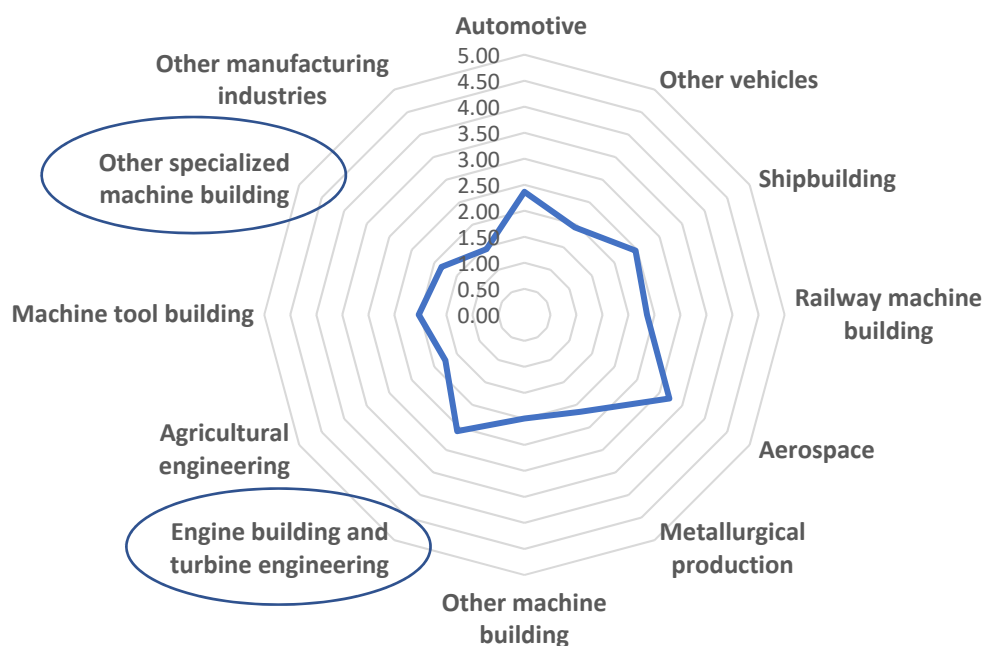 Automotive
5.00
4.50
4.00
3.50
3.00
2.50
2.00
1.50
1.00
0.50
0.00
Other vehicles
Shipbuilding
Railway machine
building
Aerospace
Metallurgical
production
Other machine
building
Engine building and
turbine engineering
Agricultural
engineering
Machine tool building
Other specialized
machine building
Other manufacturing
industries